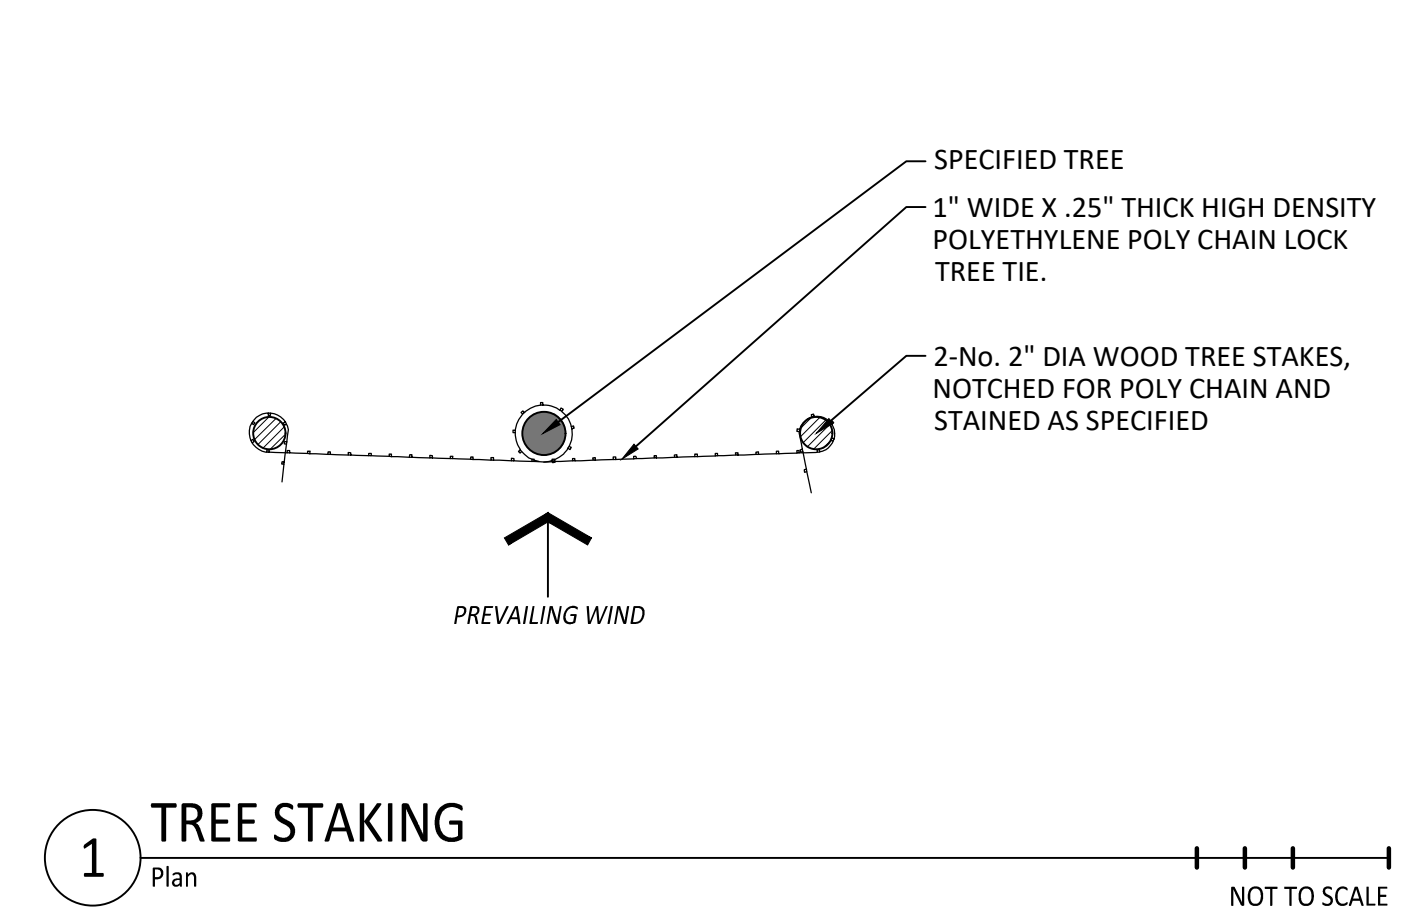 SPECIFIED TREE
1" WIDE X .25" THICK HIGH DENSITY
POLYETHYLENE POLY CHAIN LOCK
TREE TIE.
2-No. 2" DIA WOOD TREE STAKES,
NOTCHED FOR POLY CHAIN AND
STAINED AS SPECIFIED
PREVAILING WIND
1
TREE STAKING
Plan
NOT TO SCALE